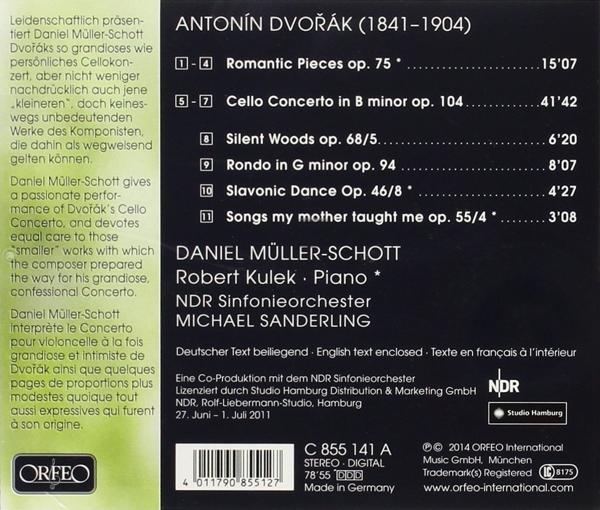 Leidenschaftlich präsen-
tiert Daniel Müller-Schott
Dvořáks so grandioses wie
persönliches Cellokon-
zert, aber nicht weniger
nachdrücklich auch jene
„kleineren", doch keines-
wegs unbedeutenden
Werke des Komponisten,
die dahin als wegweisend
gelten können.
Daniel Müller-Schott gives
a passionate perfor-
mance of Dvořák's Cello
Concerto, and devotes
equal care to those
"smaller" works with which
the composer prepared
the way for his grandiose,
confessional Concerto.
Daniel Müller-Schott
interprète le Concerto
pour violoncelle à la fois
grandiose et intimiste de
Dvořák ainsi que quelques
pages de proportions plus
modestes quoique tout
aussi expressives qui furent
à son origine.
ORFEO
ANTONÍN DVOŘÁK (1841–1904)
1 - 4 Romantic Pieces op. 75 * 15'07
5 - 7 Cello Concerto in B minor op. 104 41'42
8 Silent Woods op. 68/5 6'20
9 Rondo in G minor op. 94 8'07
10 Slavonic Dance Op. 46/8 * 4'27
11 Songs my mother taught me op. 55/4 * 3'08
DANIEL MÜLLER-SCHOTT
Robert Kulek · Piano *
NDR Sinfonieorchester
MICHAEL SANDERLING
Deutscher Text beiliegend · English text enclosed · Texte en français à l'intérieur
Eine Co-Produktion mit dem NDR Sinfonieorchester
Lizenziert durch Studio Hamburg Distribution & Marketing GmbH
NDR, Rolf-Liebermann-Studio, Hamburg
27. Juni – 1. Juli 2011
NDR
Studio Hamburg
4 011790 855127
C 855 141 A
STEREO · DIGITAL
78'55 DDD
Made in Germany
℗© 2014 ORFEO International
Music GmbH, München
Trademark(s) Registered
LC 8175
www.orfeo-international.com